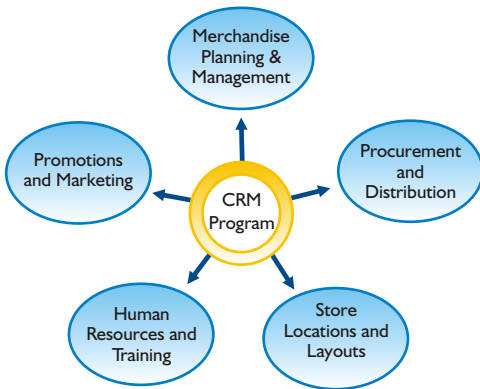 Merchandise
Planning &
Management
Promotions
and Marketing
Procurement
and
Distribution
CRM
Program
Human
Resources and
Training
Store
Locations and
Layouts